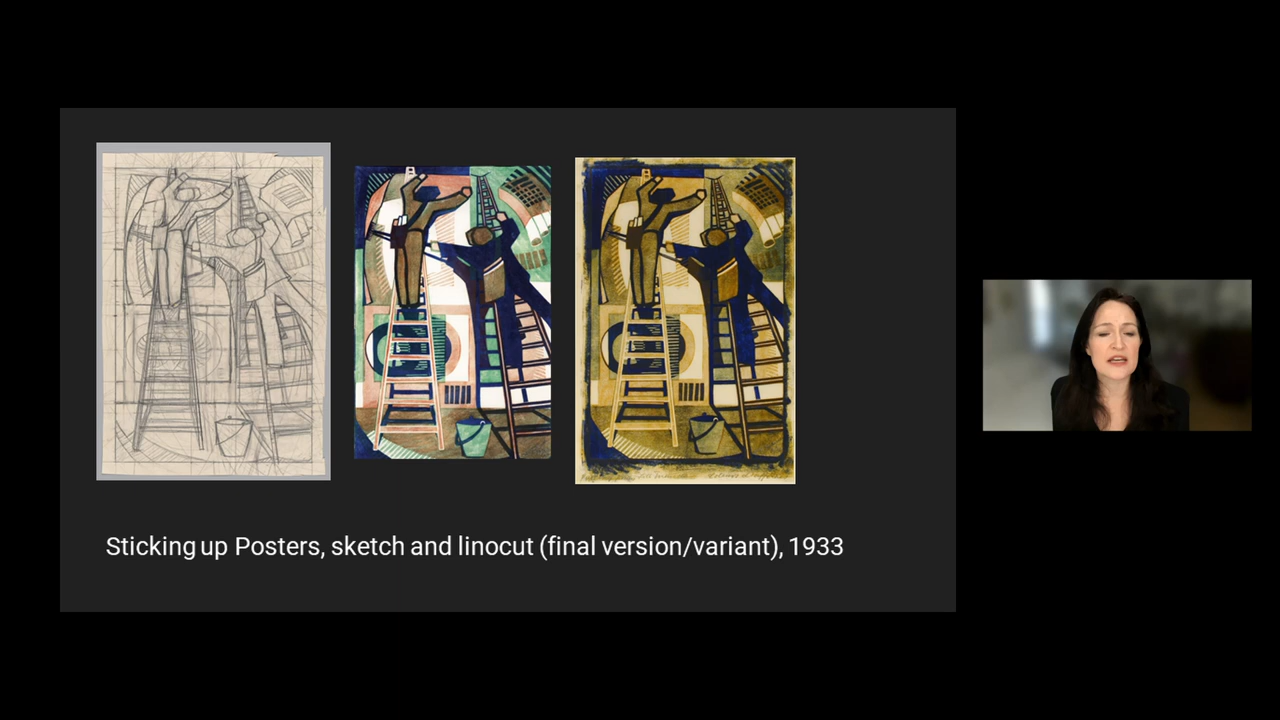 Sticking up Posters, sketch and linocut (final version/variant), 1933